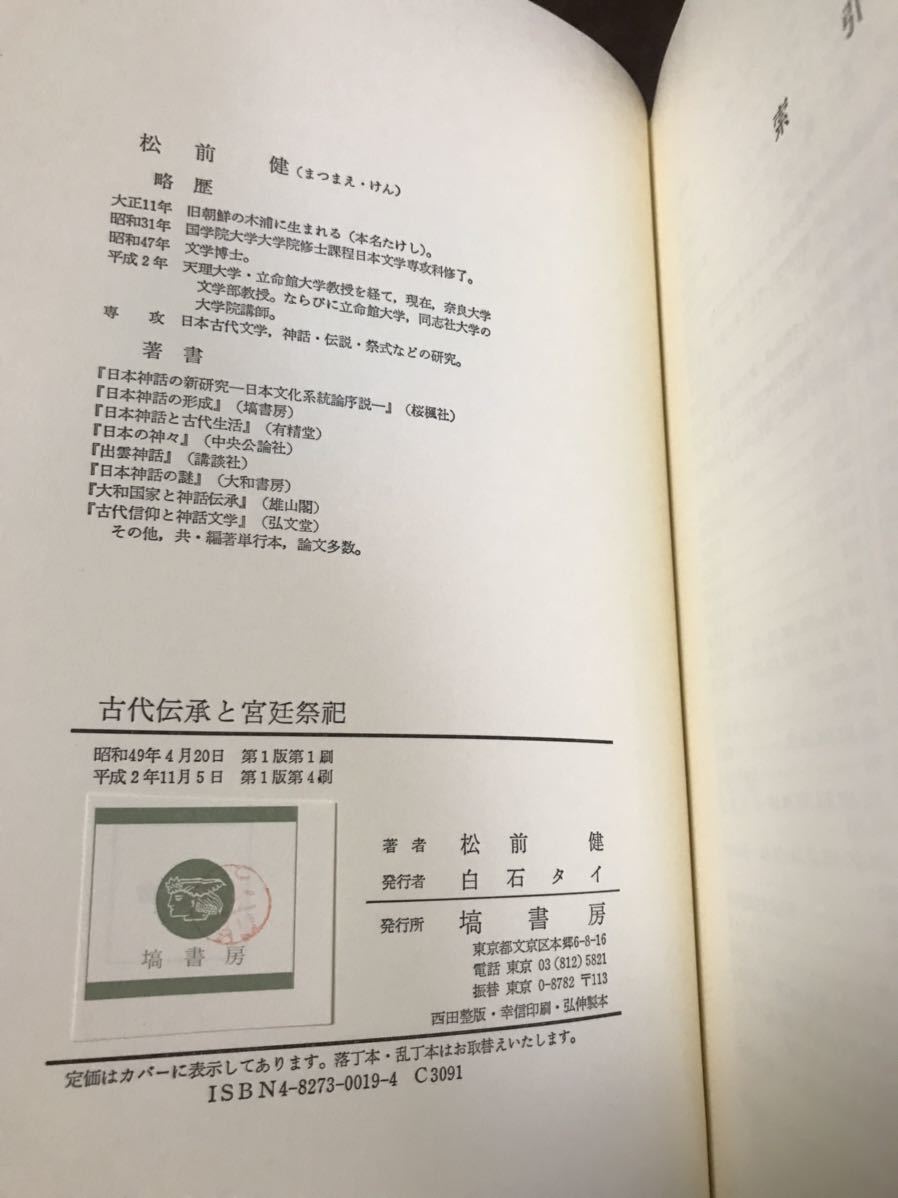 松前 健(まつまえ・けん)
略歴
大正11年 旧朝鮮の木浦に生まれる(本名たけし)。
昭和31年 国学院大学大学院修士課程日本文学専攻科修了。
昭和47年 文学博士。
平成2年 天理大学・立命館大学教授を経て,現在,奈良大学
文学部教授。ならびに立命館大学,同志社大学の
大学院講師。
専攻 日本古代文学,神話・伝説・祭式などの研究。
著書
『日本神話の新研究―日本文化系統論序説―』(桜楓社)
『日本神話の形成』(塙書房)
『日本神話と古代生活』(有精堂)
『日本の神々』(中央公論社)
『出雲神話』(講談社)
『日本神話の謎』(大和書房)
『大和国家と神話伝承』(雄山閣)
『古代信仰と神話文学』(弘文堂)
その他,共・編著単行本,論文多数。
古代伝承と宮廷祭祀
昭和49年4月20日 第1版第1刷
平成2年11月5日 第1版第4刷
塙書房
著者 松前 健
発行者 白石タイ
発行所 塙書房
東京都文京区本郷6-8-16
電話 東京 03(812)5821
振替 東京 0-8782 〒113
西田整版・幸信印刷・弘伸製本
定価はカバーに表示してあります。落丁本・乱丁本はお取替えいたします。
ISBN4-8273-0019-4 C3091
索引